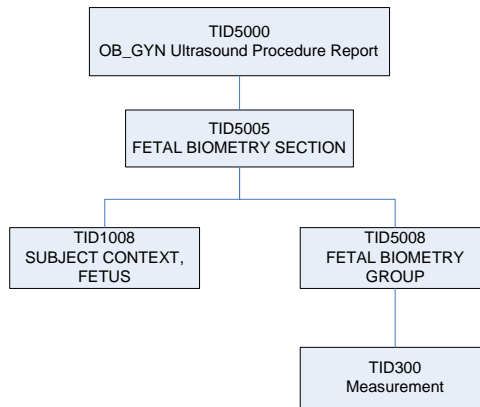 TID5000
OB_GYN Ultrasound Procedure Report
TID5005
FETAL BIOMETRY SECTION
TID1008
SUBJECT CONTEXT,
FETUS
TID5008
FETAL BIOMETRY
GROUP
TID300
Measurement